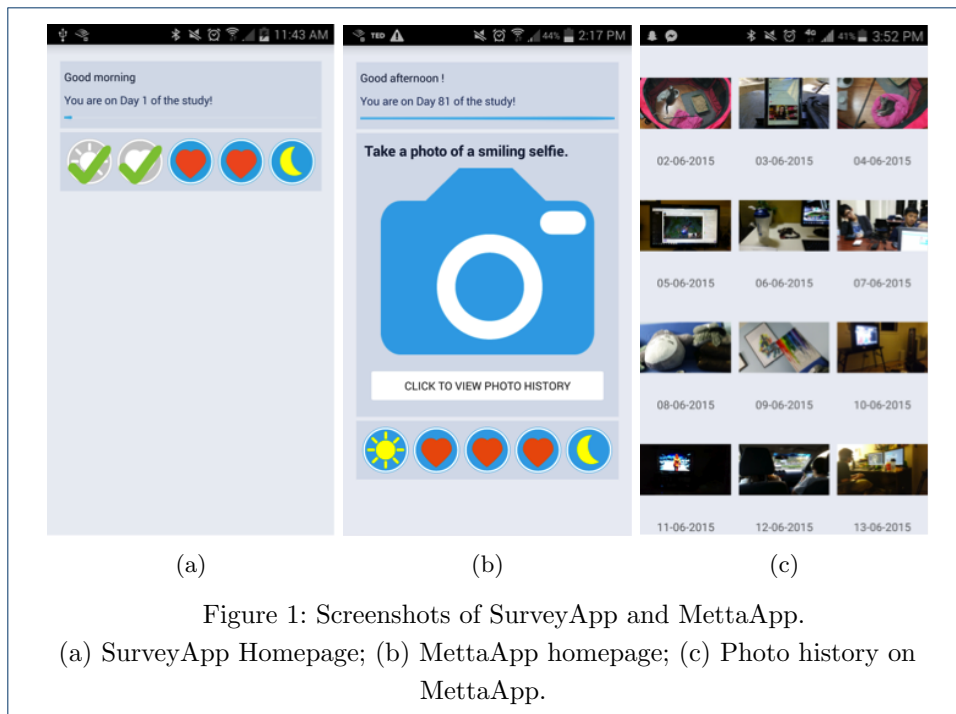 11:43 AM
Good morning
You are on Day 1 of the study!
(a)
TED 44% 2:17 PM
Good afternoon !
You are on Day 81 of the study!
Take a photo of a smiling selfie.
CLICK TO VIEW PHOTO HISTORY
(b)
4G 41% 3:52 PM
02-06-2015 03-06-2015 04-06-2015
05-06-2015 06-06-2015 07-06-2015
08-06-2015 09-06-2015 10-06-2015
11-06-2015 12-06-2015 13-06-2015
(c)
Figure 1: Screenshots of SurveyApp and MettaApp.
(a) SurveyApp Homepage; (b) MettaApp homepage; (c) Photo history on
MettaApp.